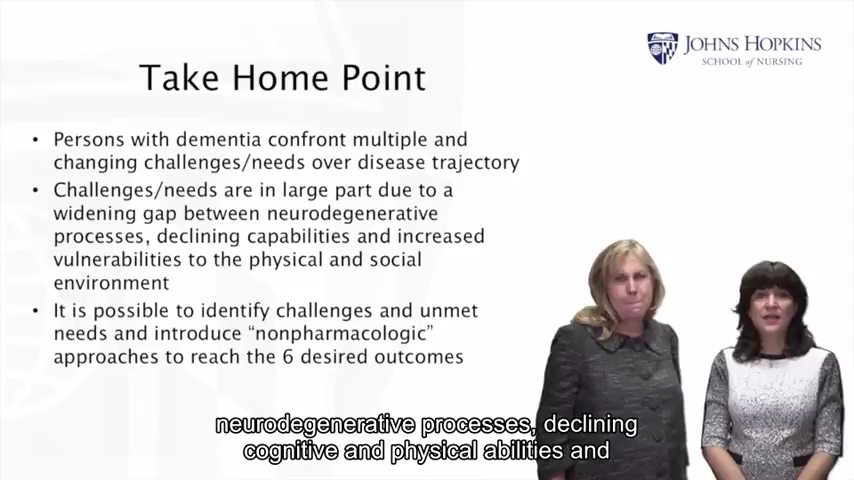 JOHNS HOPKINS
SCHOOL of NURSING
Take Home Point
• Persons with dementia confront multiple and
changing challenges/needs over disease trajectory
• Challenges/needs are in large part due to a
widening gap between neurodegenerative
processes, declining capabilities and increased
vulnerabilities to the physical and social
environment
• It is possible to identify challenges and unmet
needs and introduce “nonpharmacologic”
approaches to reach the 6 desired outcomes
neurodegenerative processes, declining
cognitive and physical abilities and